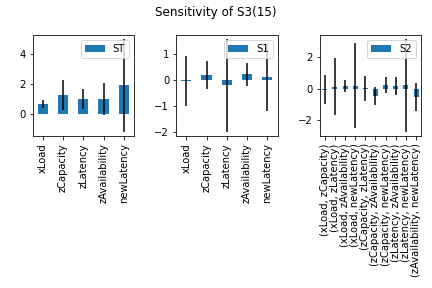 Sensitivity of S3(15)
4
2
0
ST
xLoad
zCapacity
zLatency
zAvailability
newLatency
1
0
−1
−2
S1
xLoad
zCapacity
zLatency
zAvailability
newLatency
2
0
−2
S2
(xLoad, zCapacity)
(xLoad, zLatency)
(xLoad, zAvailability)
(xLoad, newLatency)
(zCapacity, zLatency)
(zCapacity, zAvailability)
(zCapacity, newLatency)
(zLatency, zAvailability)
(zLatency, newLatency)
(zAvailability, newLatency)